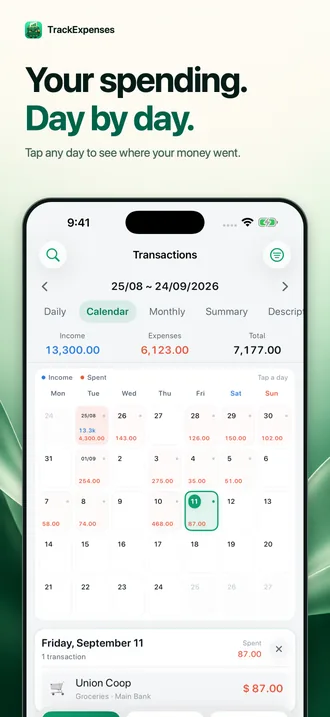 TrackExpenses
Your spending.
Day by day.
Tap any day to see where your money went.
9:41
Transactions
25/08 ~ 24/09/2026
Daily Calendar Monthly Summary Descript
Income Expenses Total
13,300.00 6,123.00 7,177.00
Income Spent Tap a day
Mon Tue Wed Thu Fri Sat Sun
24 25/08 26 27 28 29 30
13.3k
4,300.00 143.00 126.00 150.00 102.00
31 01/09 2 3 4 5 6
254.00 275.00 35.00 51.00
7 8 9 10 11 12 13
58.00 74.00 468.00 87.00
14 15 16 17 18 19 20
21 22 23 24 25 26 27
Friday, September 11
1 transaction
Spent
87.00
Union Coop
Groceries · Main Bank
$ 87.00